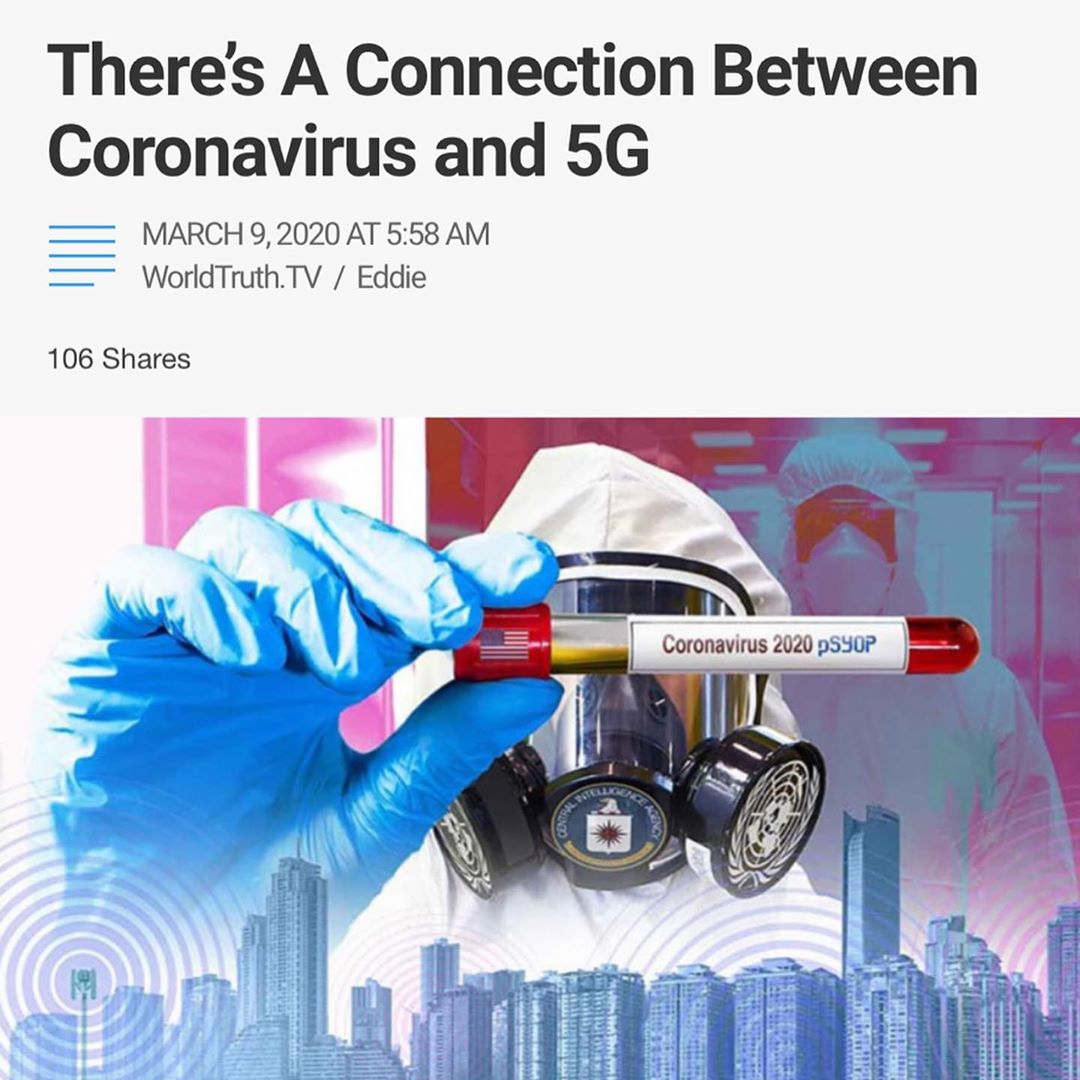 There's A Connection Between
Coronavirus and 5G
MARCH 9, 2020 AT 5:58 AM
WorldTruth.TV / Eddie
106 Shares
Coronavirus 2020 pSYOP
CENTRAL INTELLIGENCE AGENCY